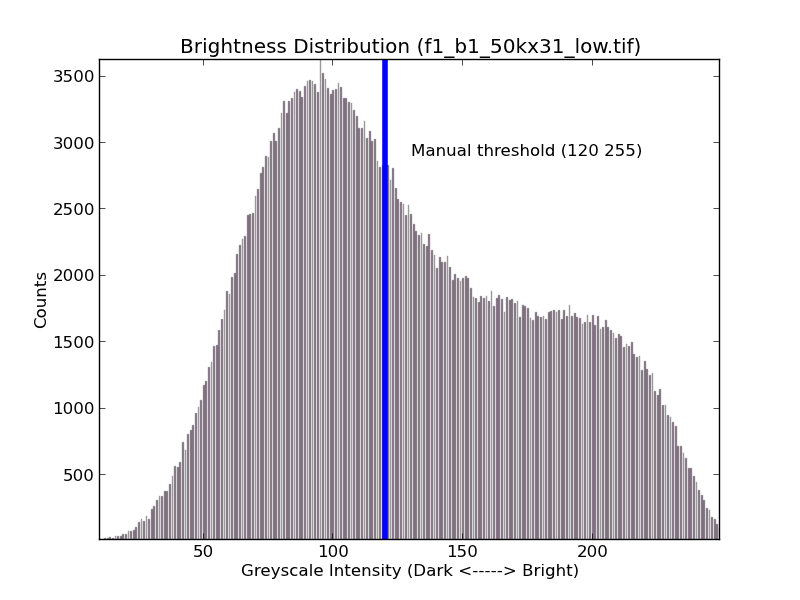 Brightness Distribution (f1_b1_50kx31_low.tif)
3500
3000
2500
2000
1500
1000
500
Counts
Manual threshold (120 255)
50 100 150 200
Greyscale Intensity (Dark <-----> Bright)